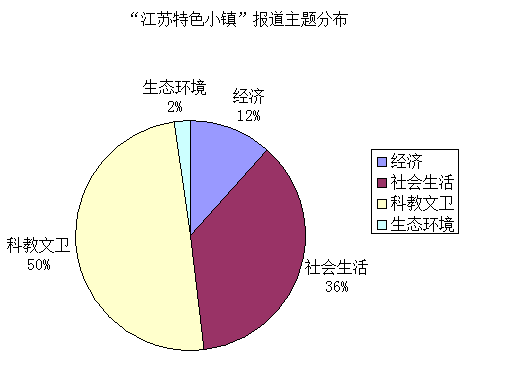 “江苏特色小镇”报道主题分布
生态环境
2%
经济
12%
科教文卫
50%
社会生活
36%
经济
社会生活
科教文卫
生态环境